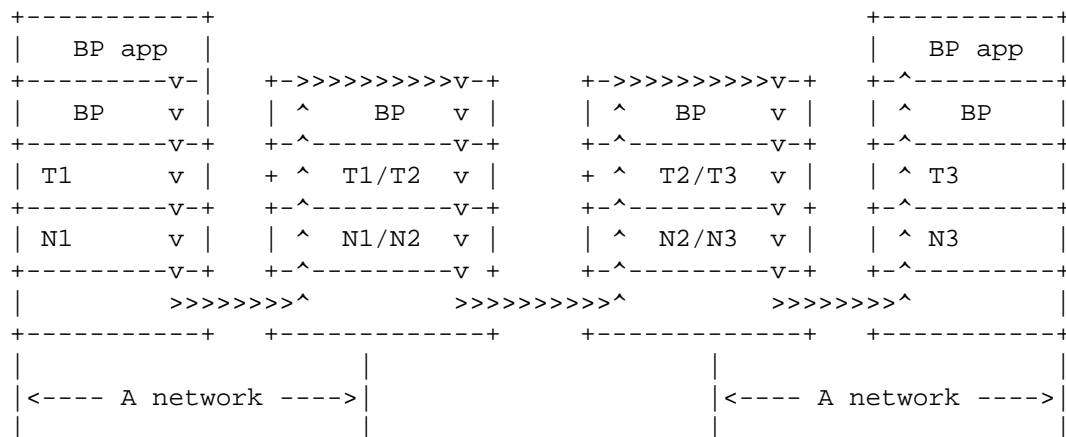 +-----------+                                         +-----------+
|   BP app  |                                         |   BP app  |
+---------v-|   +->>>>>>>>>>v-+     +->>>>>>>>>>v-+   +-^---------+
|   BP    v |   | ^    BP   v |     | ^   BP    v |   | ^   BP    |
+---------v-+   +-^---------v-+     +-^---------v-+   +-^---------+
| T1      v |   + ^  T1/T2  v |     + ^  T2/T3  v |   | ^ T3      |
+---------v-+   +-^---------v-+     +-^---------v +   +-^---------+
| N1      v |   | ^  N1/N2  v |     | ^  N2/N3  v |   | ^ N3      |
+---------v-+   +-^---------v +     +-^---------v-+   +-^---------+
|         >>>>>>>>^         >>>>>>>>>>^         >>>>>>>>^         |
+-----------+   +-------------+     +-------------+   +-----------+
|                     |                     |                     |
|<---- A network ---->|                     |<---- A network ---->|
|                     |                     |                     |